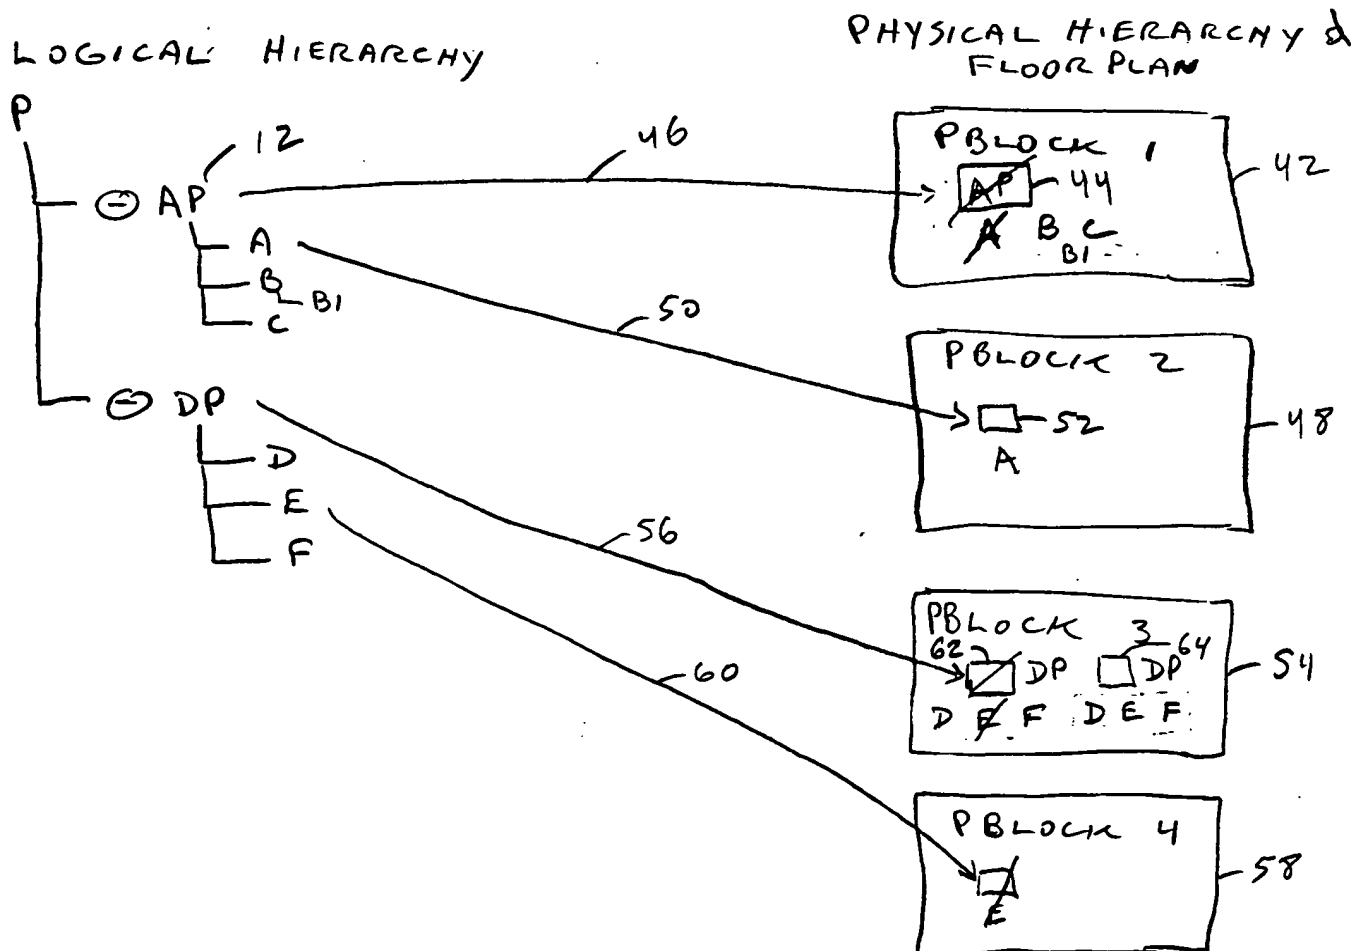 LOGICAL HIERARCHY
PHYSICAL HIERARCHY &
FLOOR PLAN
P
12
AP
A
B
B1
C
DP
D
E
F
46
50
56
60
PBLOCK 1
AP 44
A B C
B1
42
PBLOCK 2
52
A
48
PBLOCK 3
62 DP DP 64
D E F D E F
54
PBLOCK 4
E
58